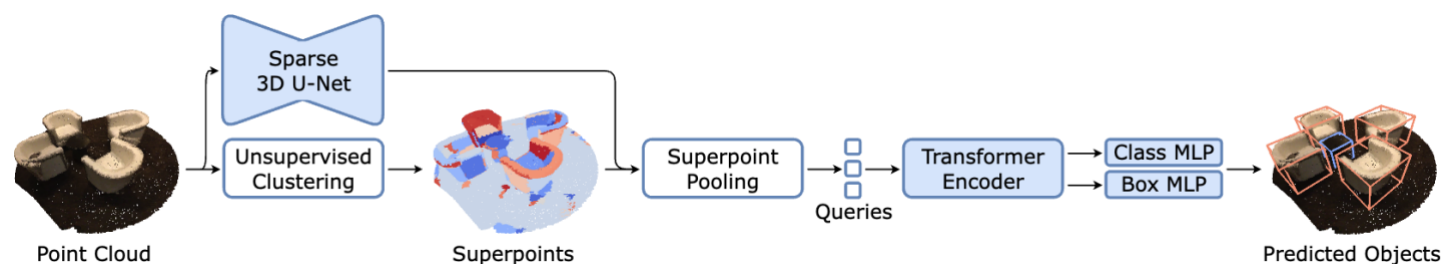 Sparse
3D U-Net
Unsupervised
Clustering
Superpoint
Pooling
Transformer
Encoder
Class MLP
Box MLP
Queries
Point Cloud
Superpoints
Predicted Objects